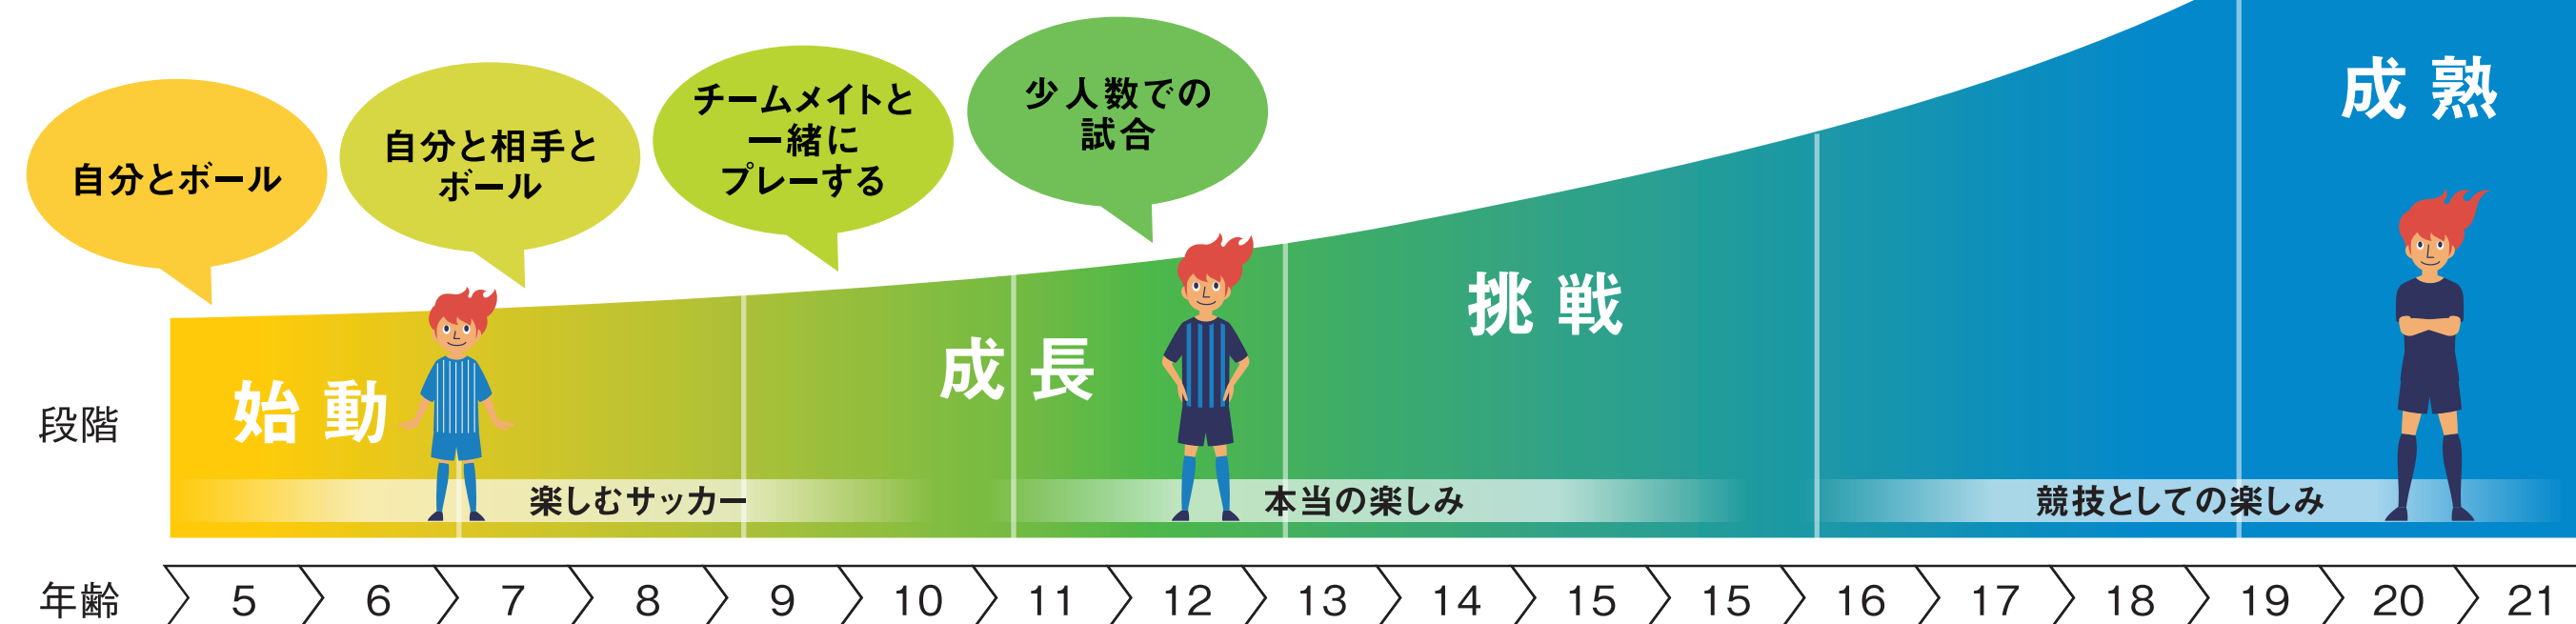 自分とボール
自分と相手と
ボール
チームメイトと
一緒に
プレーする
少人数での
試合
成熟
挑戦
成長
始動
段階
楽しむサッカー
本当の楽しみ
競技としての楽しみ
年齢 5 6 7 8 9 10 11 12 13 14 15 15 16 17 18 19 20 21